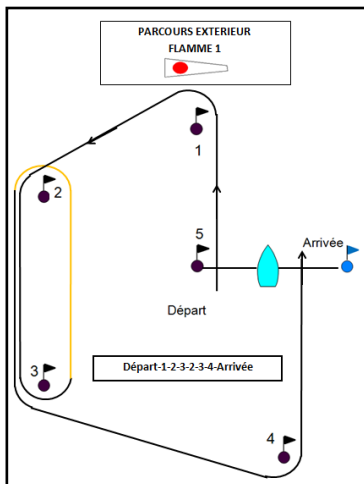 PARCOURS EXTERIEUR
FLAMME 1
1
2
5
Arrivée
Départ
3
Départ-1-2-3-2-3-4-Arrivée
4